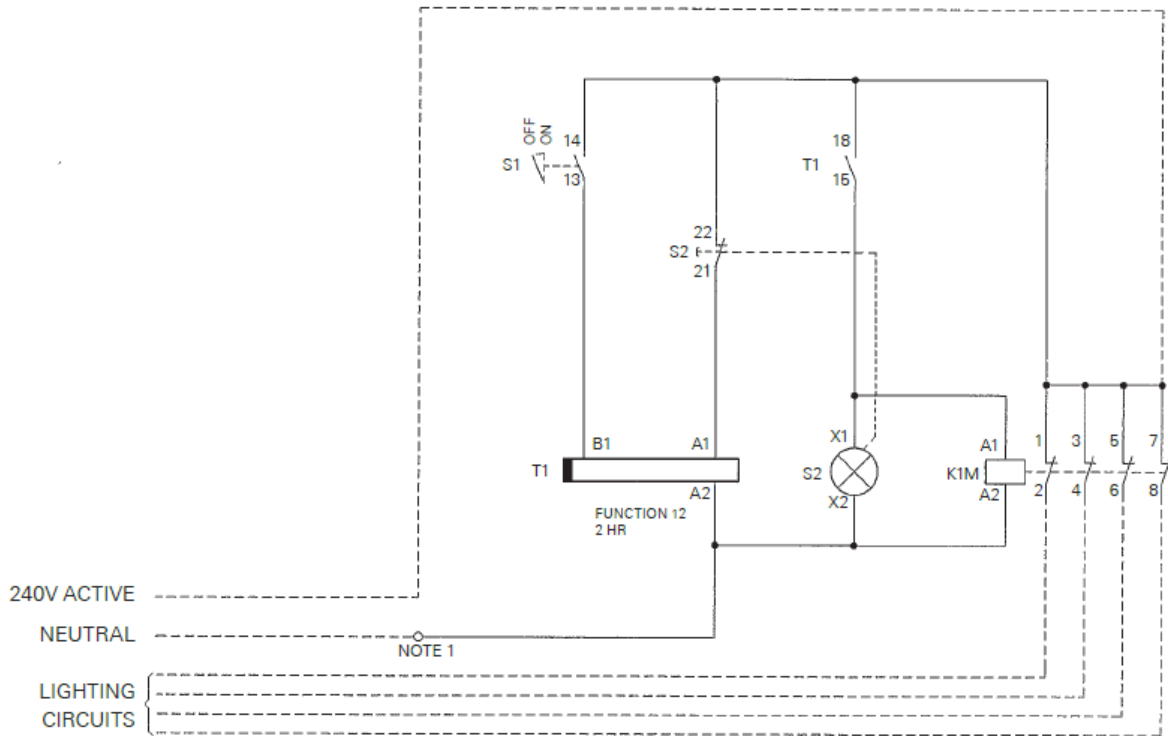 OFF
ON
S1
14
13
18
T1
15
22
S2
21
B1
A1
T1
A2
FUNCTION 12
2 HR
X1
S2
X2
A1
K1M
A2
1
3
5
7
2
4
6
8
240V ACTIVE
NEUTRAL
NOTE 1
LIGHTING
CIRCUITS